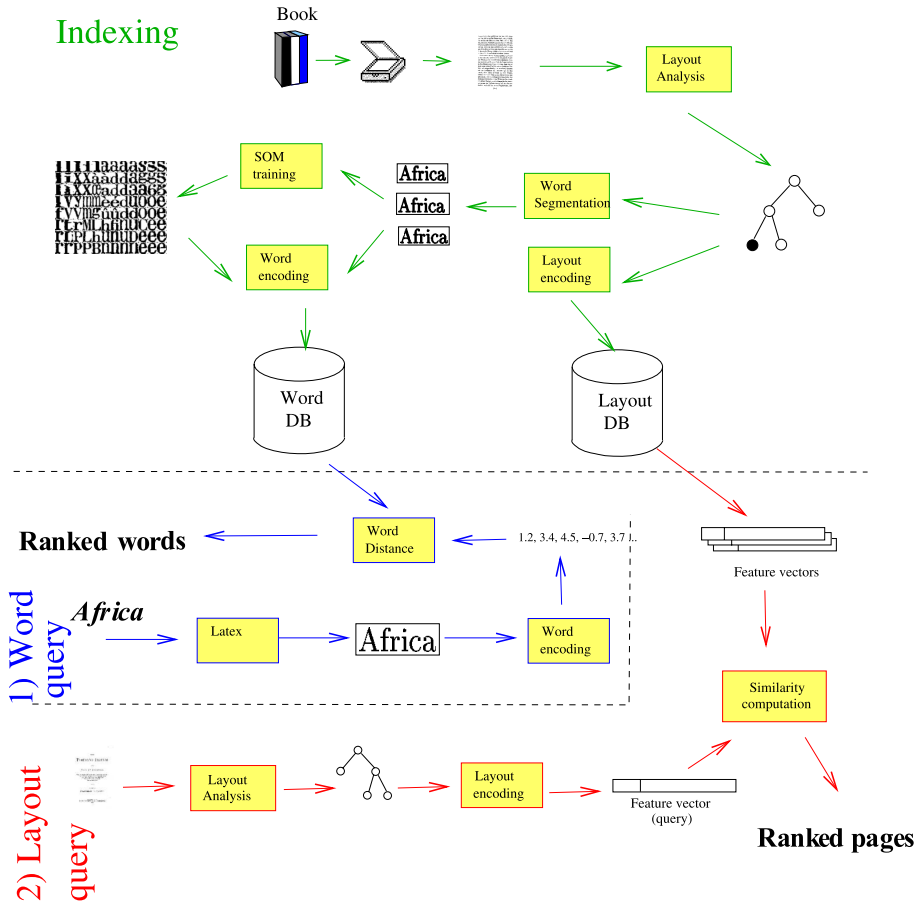 Indexing
Book
Layout
Analysis
SOM
training
Africa
Africa
Africa
Word
Segmentation
Word
encoding
Layout
encoding
Word
DB
Layout
DB
Ranked words
Word
Distance
1.2, 3.4, 4.5, −0.7, 3.7 ...
Feature vectors
1) Word
query
Africa
Latex
Africa
Word
encoding
Similarity
computation
2) Layout
query
Layout
Analysis
Layout
encoding
Feature vector
(query)
Ranked pages